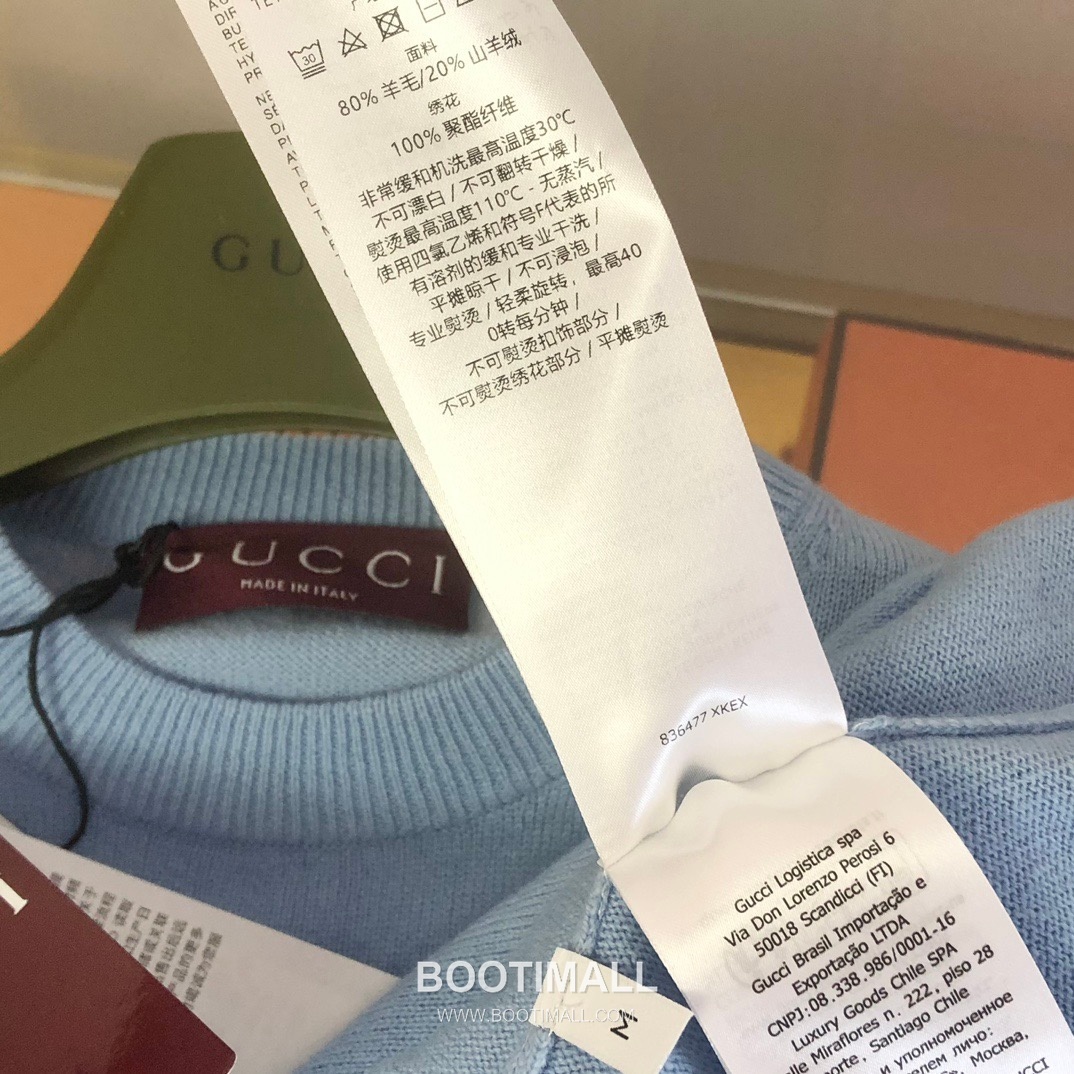 30
面料
80% 羊毛/20% 山羊绒
绣花
100% 聚酯纤维
非常缓和机洗最高温度30°C
不可漂白 / 不可翻转干燥 /
熨烫最高温度110°C - 无蒸汽 /
使用四氯乙烯和符号F代表的所
有溶剂的缓和专业干洗 /
平摊晾干 / 不可浸泡 /
专业熨烫 / 轻柔旋转，最高40
0转每分钟 /
不可熨烫扣饰部分 /
不可熨烫绣花部分 / 平摊熨烫
GU
GUCCI
MADE IN ITALY
836477 XKEX
Gucci Logistica spa
Via Don Lorenzo Perosi 6
50018 Scandicci (FI)
Gucci Brasil Importação e
Exportação LTDA
CNPJ:08.338.986/0001-16
Luxury Goods Chile SPA
Miraflores n. 222, piso 28
Santiago Chile
и уполномоченное
лицо:
Москва,
BOOTIMALL
WWW.BOOTIMALL.COM
M